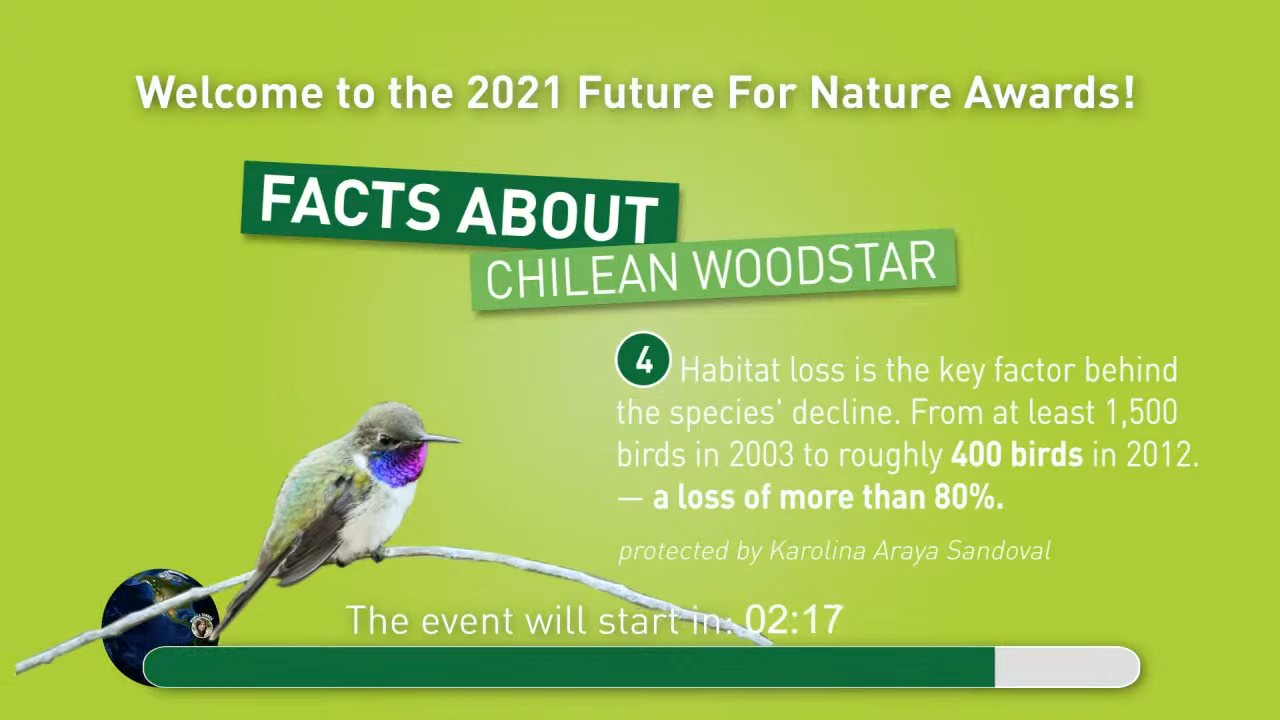 Welcome to the 2021 Future For Nature Awards!
FACTS ABOUT
CHILEAN WOODSTAR
4 Habitat loss is the key factor behind
the species' decline. From at least 1,500
birds in 2003 to roughly 400 birds in 2012.
— a loss of more than 80%.
protected by Karolina Araya Sandoval
The event will start in: 02:17